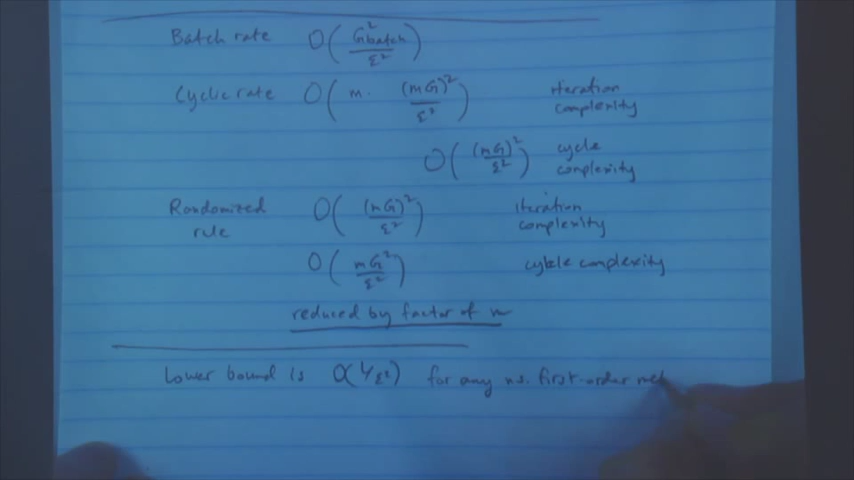 Batch rate O( G²batch / ε² )
Cyclic rate O( m · (mG)² / ε² ) iteration complexity
O( (mG)² / ε² ) cycle complexity
Randomized rule O( (mG)² / ε² ) iteration complexity
O( mG² / ε² ) cycle complexity
reduced by factor of m
Lower bound is O(1/ε²) for any n.s. first-order met